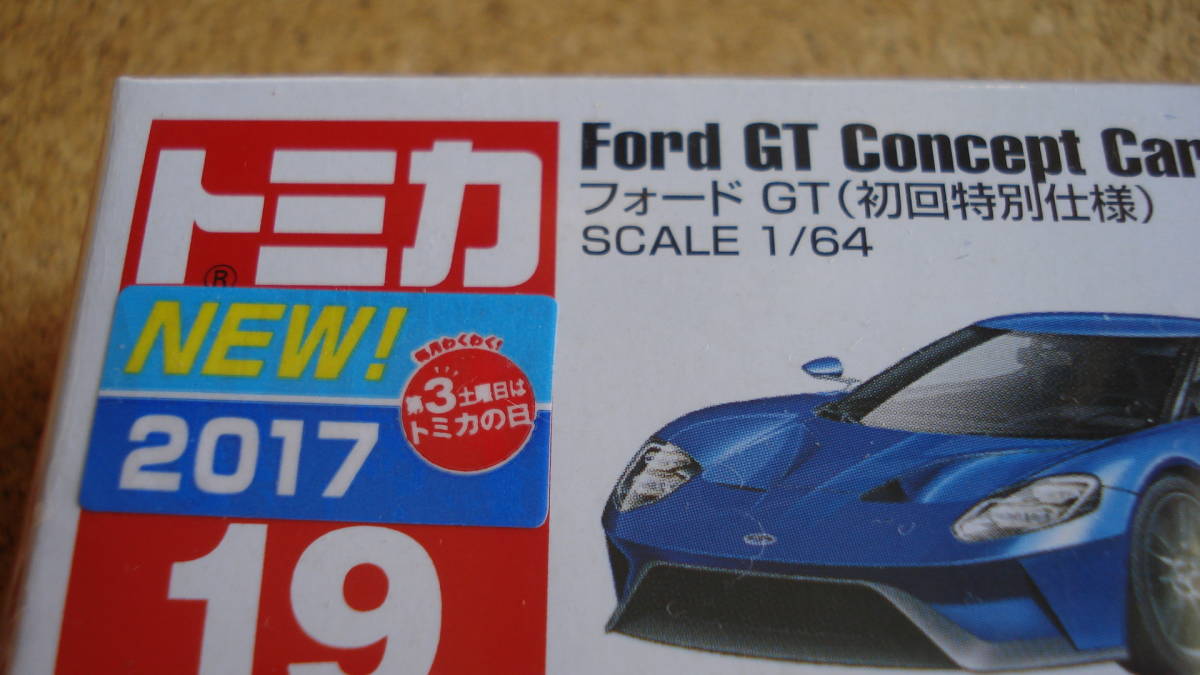 トミカ
®
NEW!
2017
毎月わくわく!
第3土曜日は
トミカの日
19
Ford GT Concept Car
フォード GT(初回特別仕様)
SCALE 1/64